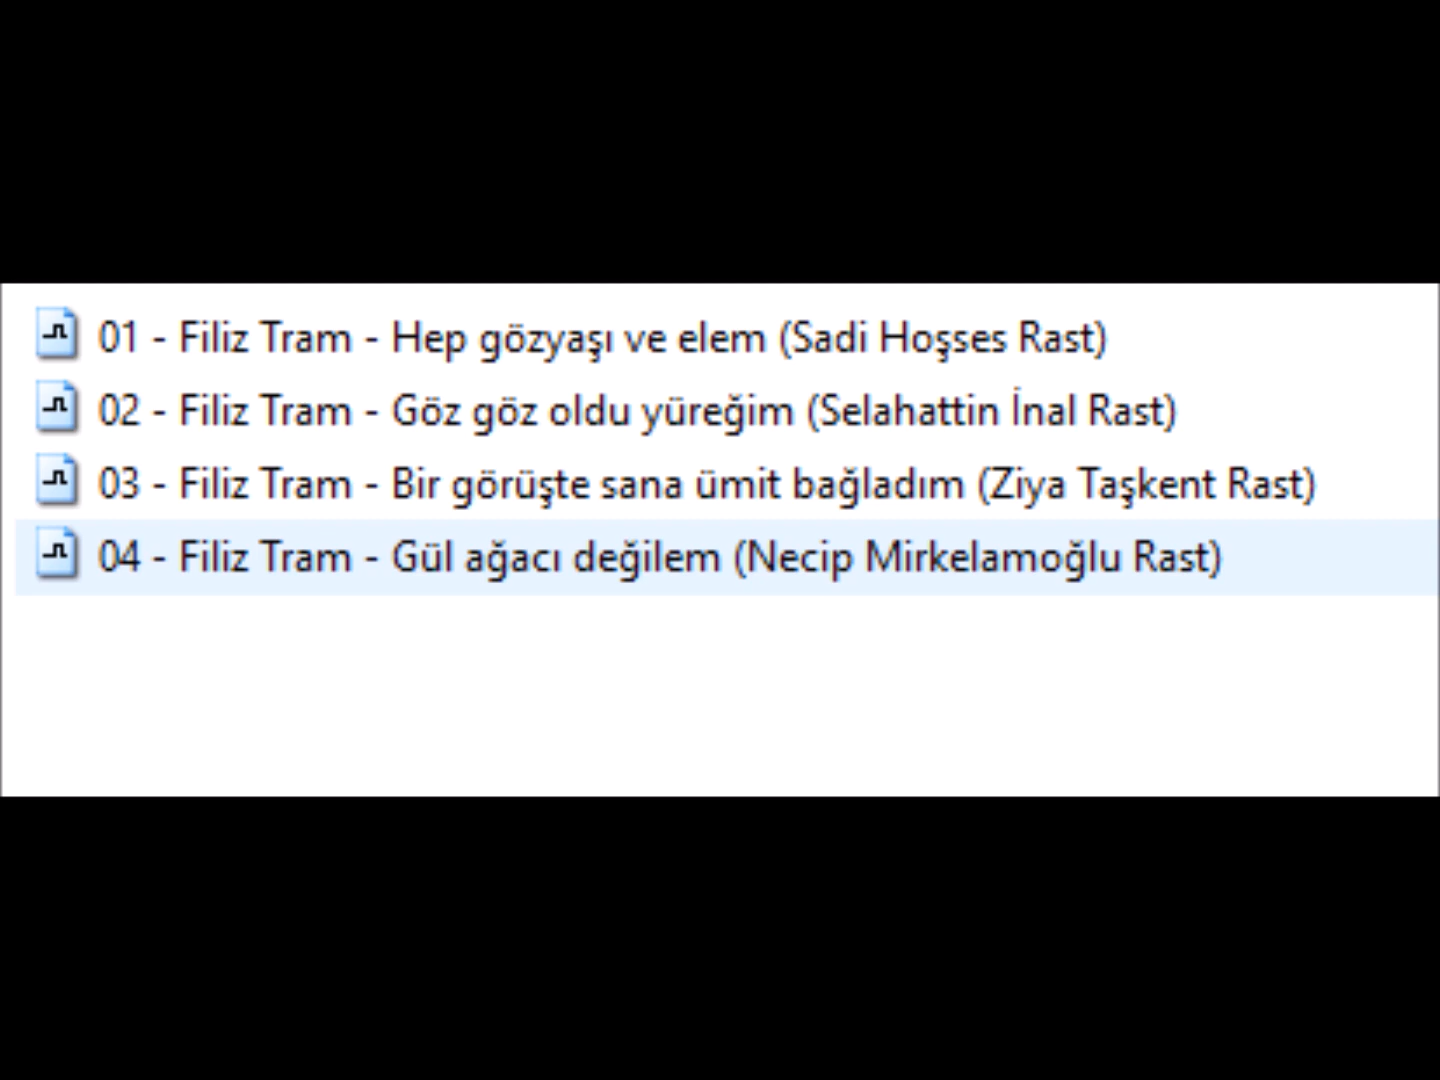 01 - Filiz Tram - Hep gözyaşı ve elem (Sadi Hoşses Rast)
02 - Filiz Tram - Göz göz oldu yüreğim (Selahattin İnal Rast)
03 - Filiz Tram - Bir görüşte sana ümit bağladım (Ziya Taşkent Rast)
04 - Filiz Tram - Gül ağacı değilem (Necip Mirkelamoğlu Rast)